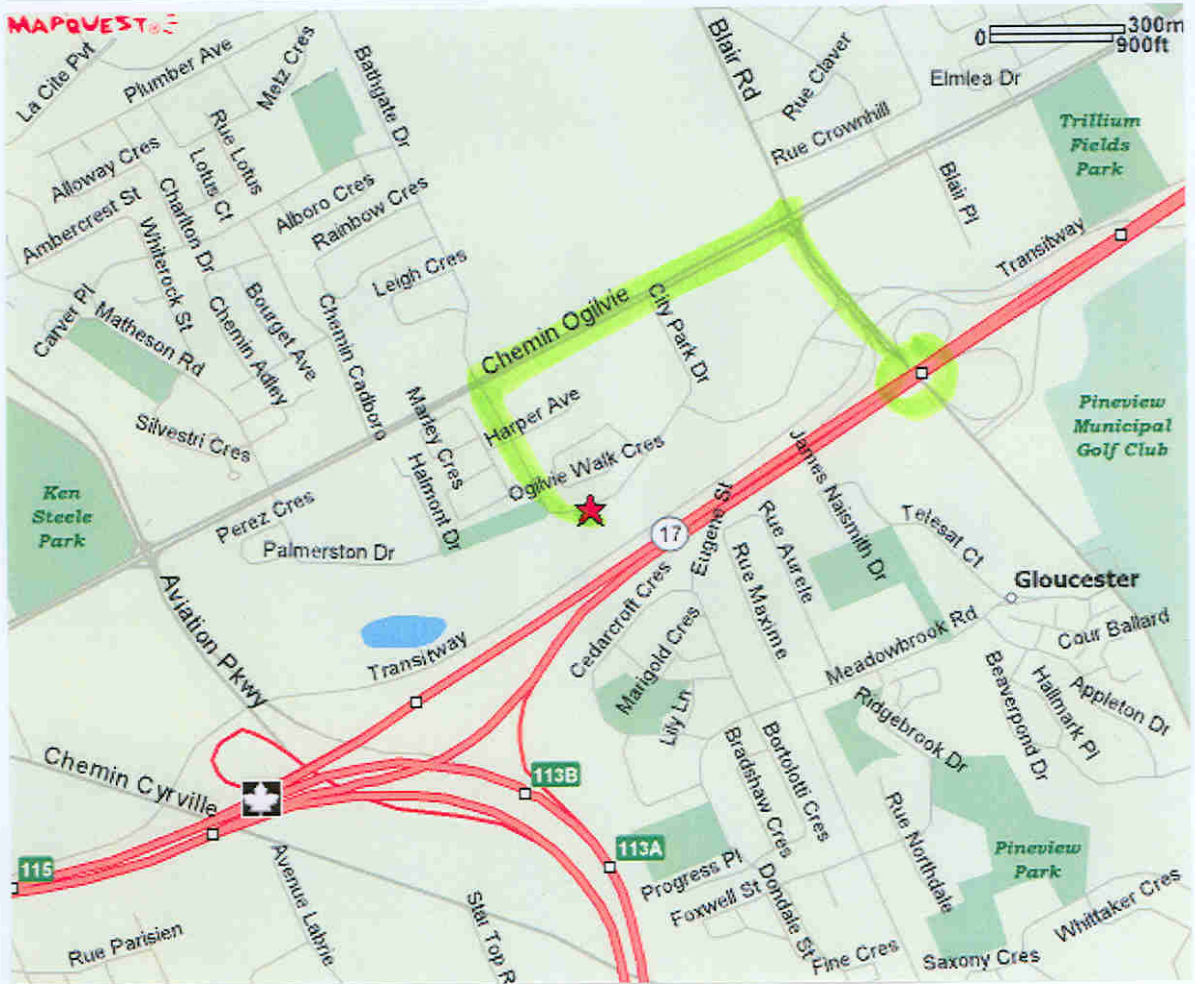 MAPQUEST
0 300m
900ft
La Cite Pvt
Plumber Ave
Metz Cres
Bathgate Dr
Blair Rd
Rue Claver
Elmlea Dr
Rue Crownhill
Trillium
Fields
Park
Alloway Cres
Rue Lotus
Lotus Ct
Alboro Cres
Rainbow Cres
Ambercrest St
Charlton Dr
Whiterock St
Leigh Cres
Blair Pl
Transitway
Carver Pl
Matheson Rd
Chemin Adley
Bourget Ave
Chemin Cadboro
Chemin Ogilvie
City Park Dr
Silvestri Cres
Marley Cres
Harper Ave
Halmont Dr
Ogilvie Walk Cres
Pineview
Municipal
Golf Club
Ken
Steele
Park
Perez Cres
Palmerston Dr
17
Eugene St
James Naismith Dr
Rue Aurele
Rue Maxime
Telesat Ct
Gloucester
Aviation Pkwy
Transitway
Cedarcroft Cres
Marigold Cres
Lily Ln
Meadowbrook Rd
Cour Ballard
Ridgebrook Dr
Beaverpond Dr
Hallmark Pl
Appleton Dr
Chemin Cyrville
113B
Bradshaw Cres
Bortolotti Cres
115
113A
Avenue Labrie
Star Top R
Progress Pl
Foxwell St
Dondale St
Rue Northdale
Pineview
Park
Rue Parisien
Fine Cres
Saxony Cres
Whittaker Cres